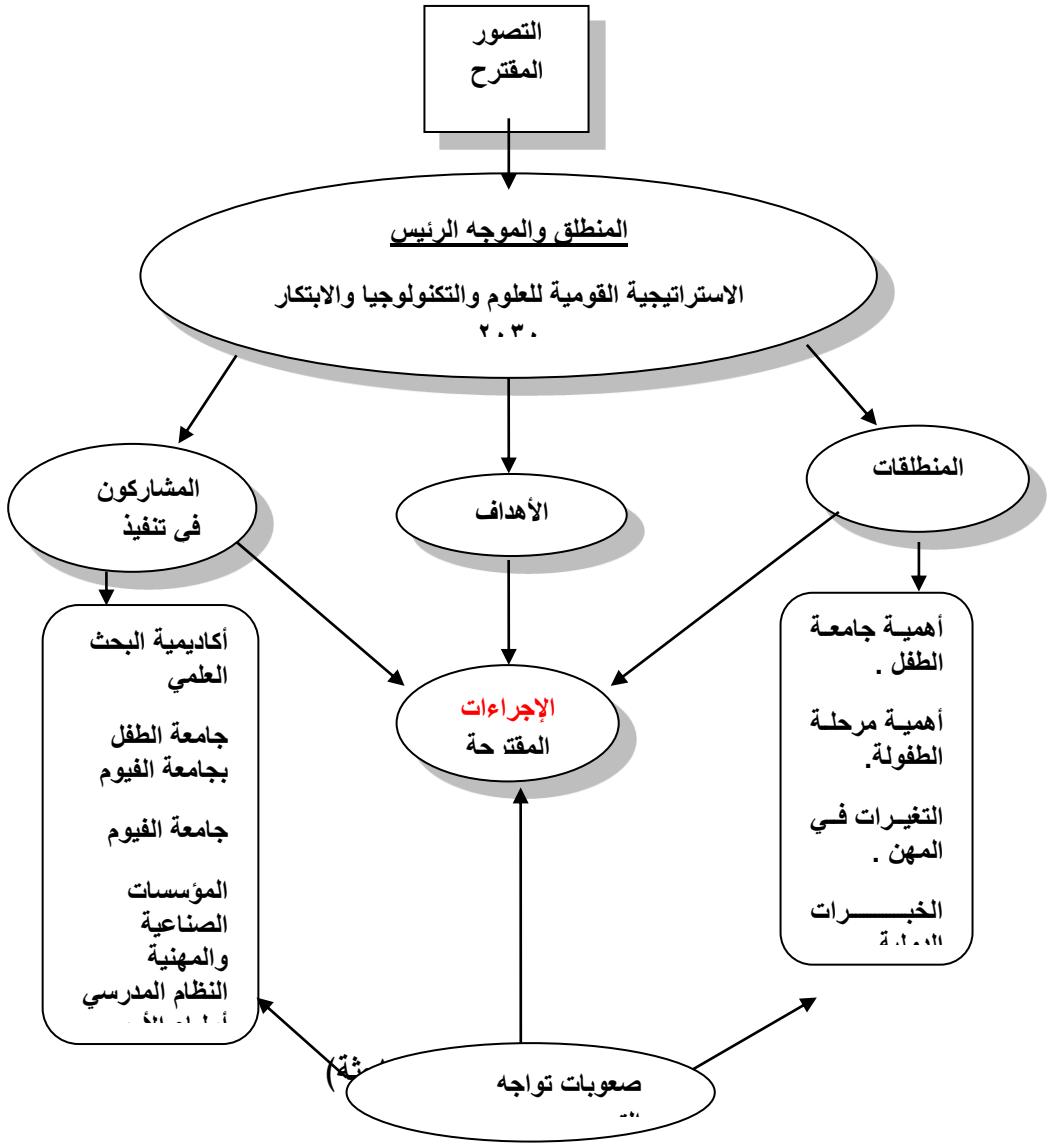 التصور
المقترح
المنطلق والموجه الرئيس
الاستراتيجية القومية للعلوم والتكنولوجيا والابتكار
٢٠٣٠
المنطلقات
الأهداف
المشاركون
فى تنفيذ
أهمية جامعة
الطفل .
أهمية مرحلة
الطفولة.
التغيرات في
المهن .
الخبرات
الدولية
الإجراءات
المقترحة
أكاديمية البحث
العلمي
جامعة الطفل
بجامعة الفيوم
جامعة الفيوم
المؤسسات
الصناعية
والمهنية
النظام المدرسي
صعوبات تواجه